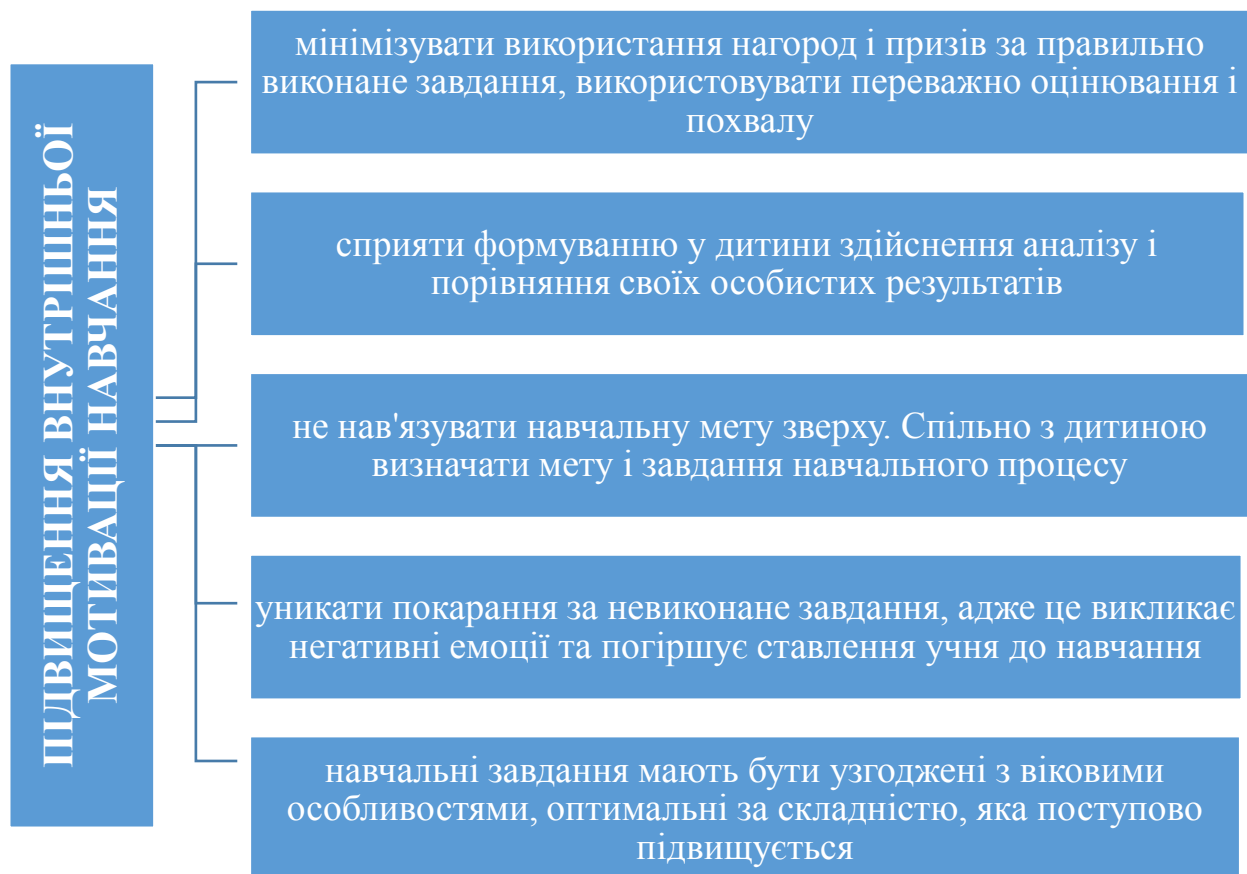 ПІДВИЩЕННЯ ВНУТРІШНЬОЇ
МОТИВАЦІЇ НАВЧАННЯ
мінімізувати використання нагород і призів за правильно
виконане завдання, використовувати переважно оцінювання і
похвалу
сприяти формуванню у дитини здійснення аналізу і
порівняння своїх особистих результатів
не нав'язувати навчальну мету зверху. Спільно з дитиною
визначати мету і завдання навчального процесу
уникати покарання за невиконане завдання, адже це викликає
негативні емоції та погіршує ставлення учня до навчання
навчальні завдання мають бути узгоджені з віковими
особливостями, оптимальні за складністю, яка поступово
підвищується